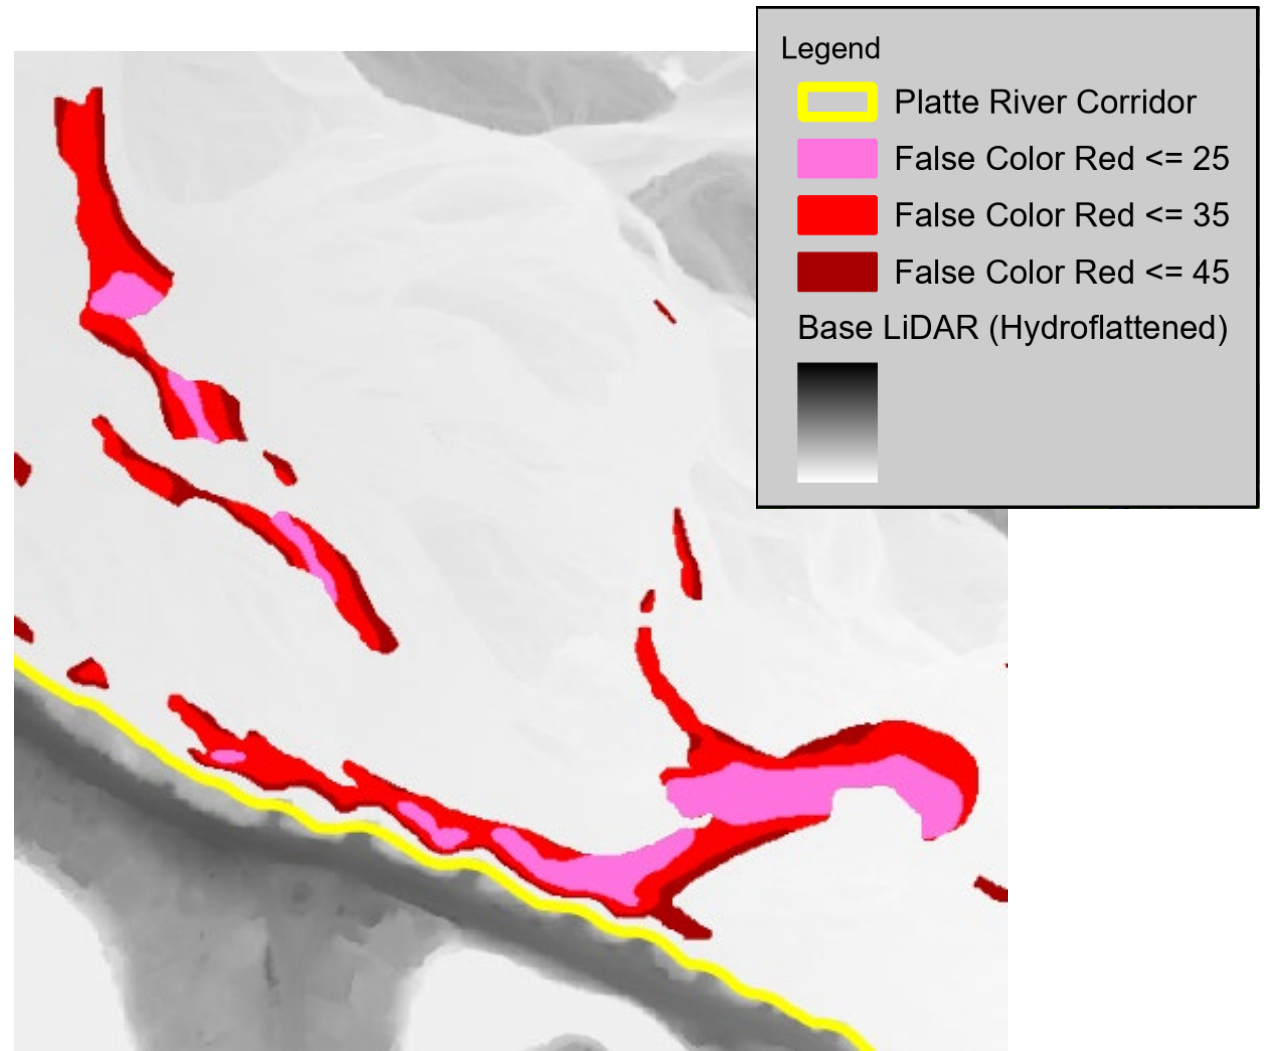 Legend
Platte River Corridor
False Color Red <= 25
False Color Red <= 35
False Color Red <= 45
Base LiDAR (Hydroflattened)